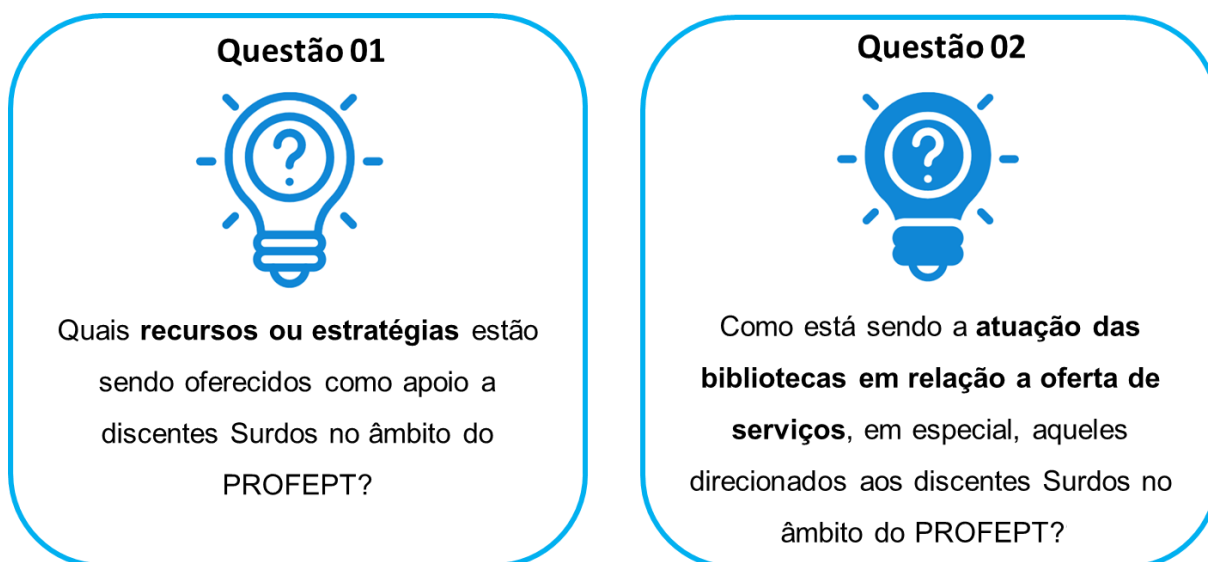 Questão 01
?
Quais recursos ou estratégias estão
sendo oferecidos como apoio a
discentes Surdos no âmbito do
PROFEPT?
Questão 02
?
Como está sendo a atuação das
bibliotecas em relação a oferta de
serviços, em especial, aqueles
direcionados aos discentes Surdos no
âmbito do PROFEPT?